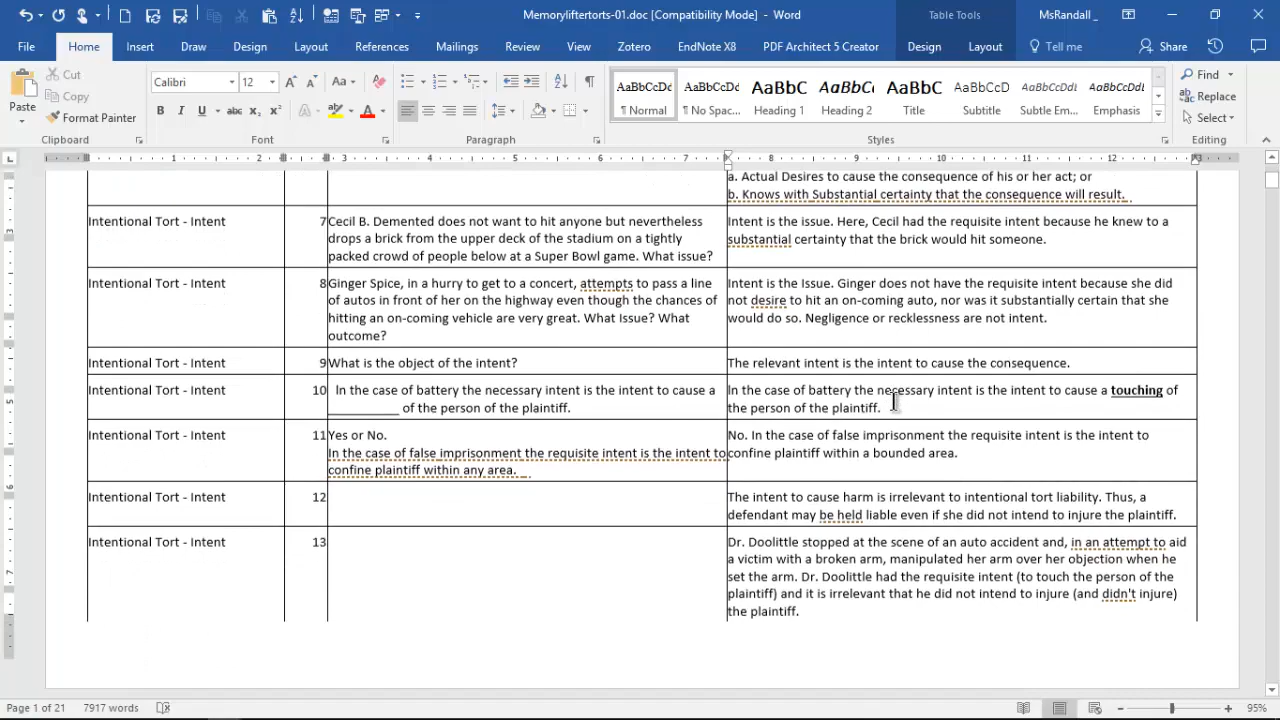 Memoryliftertorts-01.doc [Compatibility Mode] - Word
Table Tools
MsRandall _
File Home Insert Draw Design Layout References Mailings Review View Zotero EndNote X8 PDF Architect 5 Creator Design Layout Tell me Share
Paste
Cut
Copy
Format Painter
Calibri 12
AaBbCcDd AaBbCcDd AaBbC AaBbCc AaBbC AaBbCcD AaBbCcDd AaBbCcDd
¶ Normal ¶ No Spac... Heading 1 Heading 2 Title Subtitle Subtle Em... Emphasis
Find
Replace
Select
Clipboard Font Paragraph Styles Editing
1 2 3 4 5 6 7 8 9 10 11 12 13
a. Actual Desires to cause the consequence of his or her act; or
b. Knows with Substantial certainty that the consequence will result.
Intentional Tort - Intent
7
Cecil B. Demented does not want to hit anyone but nevertheless
drops a brick from the upper deck of the stadium on a tightly
packed crowd of people below at a Super Bowl game. What issue?
Intent is the issue. Here, Cecil had the requisite intent because he knew to a
substantial certainty that the brick would hit someone.
Intentional Tort - Intent
8
Ginger Spice, in a hurry to get to a concert, attempts to pass a line
of autos in front of her on the highway even though the chances of
hitting an on-coming vehicle are very great. What Issue? What
outcome?
Intent is the Issue. Ginger does not have the requisite intent because she did
not desire to hit an on-coming auto, nor was it substantially certain that she
would do so. Negligence or recklessness are not intent.
Intentional Tort - Intent
9
What is the object of the intent?
The relevant intent is the intent to cause the consequence.
Intentional Tort - Intent
10
In the case of battery the necessary intent is the intent to cause a
___________ of the person of the plaintiff.
In the case of battery the necessary intent is the intent to cause a touching of
the person of the plaintiff.
Intentional Tort - Intent
11
Yes or No.
In the case of false imprisonment the requisite intent is the intent to
confine plaintiff within any area.
No. In the case of false imprisonment the requisite intent is the intent to
confine plaintiff within a bounded area.
Intentional Tort - Intent
12
The intent to cause harm is irrelevant to intentional tort liability. Thus, a
defendant may be held liable even if she did not intend to injure the plaintiff.
Intentional Tort - Intent
13
Dr. Doolittle stopped at the scene of an auto accident and, in an attempt to aid
a victim with a broken arm, manipulated her arm over her objection when he
set the arm. Dr. Doolittle had the requisite intent (to touch the person of the
plaintiff) and it is irrelevant that he did not intend to injure (and didn't injure)
the plaintiff.
Page 1 of 21 7917 words
95%